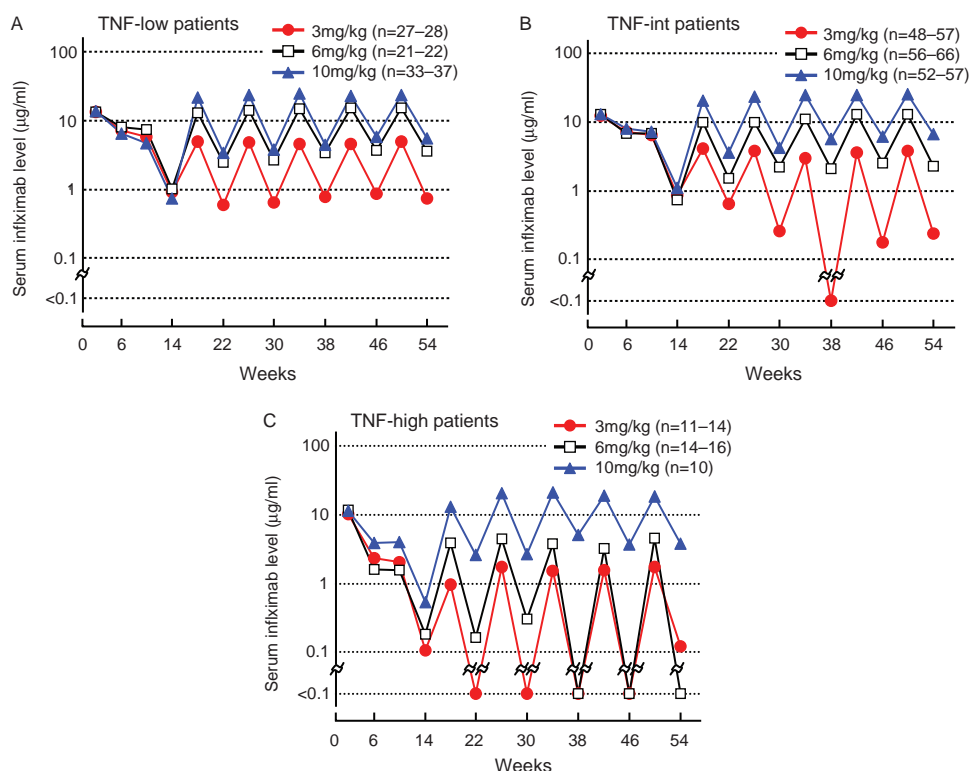 A
TNF-low patients
3mg/kg (n=27–28)
6mg/kg (n=21–22)
10mg/kg (n=33–37)
Serum inflximab level (μg/ml)
100
10
1
0.1
<0.1
0 6 14 22 30 38 46 54
Weeks
B
TNF-int patients
3mg/kg (n=48–57)
6mg/kg (n=56–66)
10mg/kg (n=52–57)
Serum inflximab level (μg/ml)
100
10
1
0.1
<0.1
0 6 14 22 30 38 46 54
Weeks
C
TNF-high patients
3mg/kg (n=11–14)
6mg/kg (n=14–16)
10mg/kg (n=10)
Serum inflximab level (μg/ml)
100
10
1
0.1
<0.1
0 6 14 22 30 38 46 54
Weeks